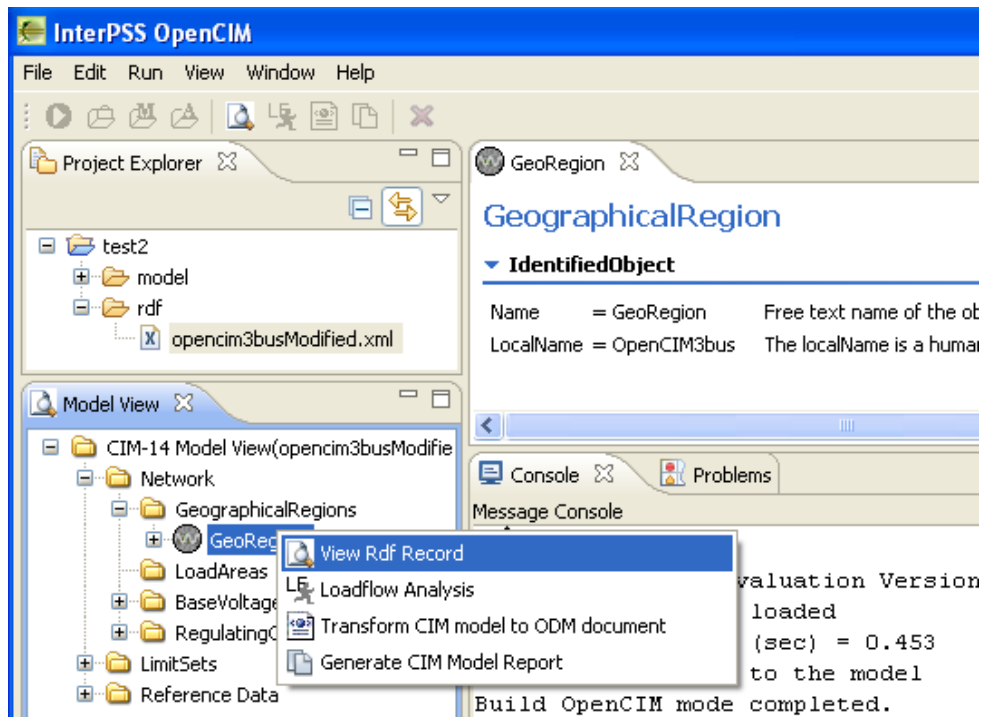 InterPSS OpenCIM
File Edit Run View Window Help
Project Explorer
test2
model
rdf
opencim3busModified.xml
GeoRegion
GeographicalRegion
IdentifiedObject
Name = GeoRegion Free text name of the
LocalName = OpenCIM3bus The localName is a
Model View
CIM-14 Model View(opencim3busModifie
Network
GeographicalRegions
GeoReg
LoadAreas
BaseVoltage
Regulating
LimitSets
Reference Data
View Rdf Record
Loadflow Analysis
Transform CIM model to ODM document
Generate CIM Model Report
Console Problems
Message Console
valuation Version
loaded
(sec) = 0.453
to the model
Build OpenCIM mode completed.